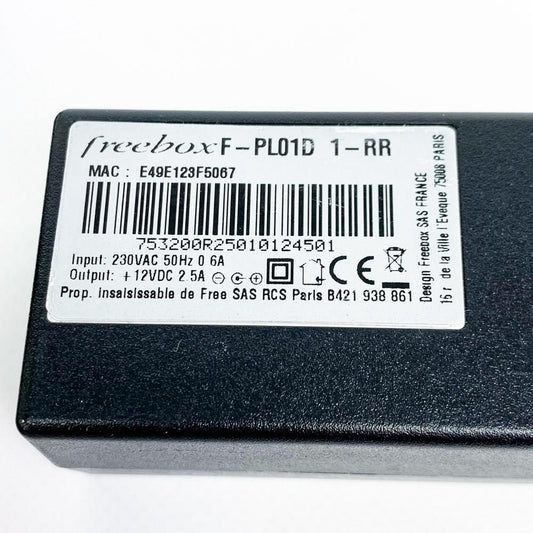 freebox F-PL01D 1-RR
MAC : E49E123F5067
753200R25010124501
Input: 230VAC 50Hz 0 6A
Output: +12VDC 2.5A
Prop. insaisissable de Free SAS RCS Paris B421 938 861
Design Freebox SAS FRANCE
16 r. de la Ville l'Eveque 75008 PARIS